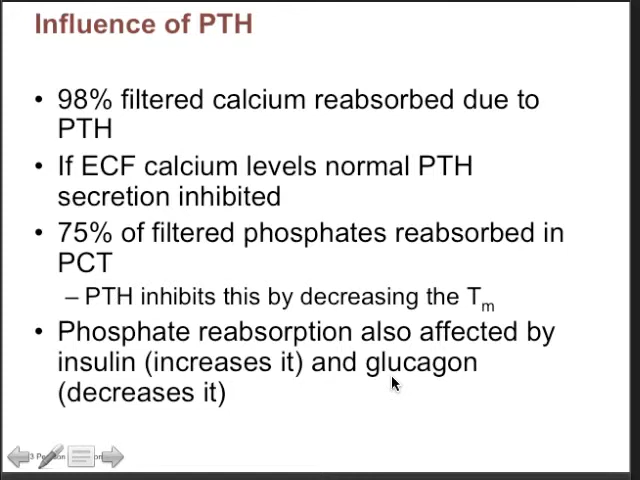 Influence of PTH
• 98% filtered calcium reabsorbed due to
PTH
• If ECF calcium levels normal PTH
secretion inhibited
• 75% of filtered phosphates reabsorbed in
PCT
– PTH inhibits this by decreasing the Tm
• Phosphate reabsorption also affected by
insulin (increases it) and glucagon
(decreases it)